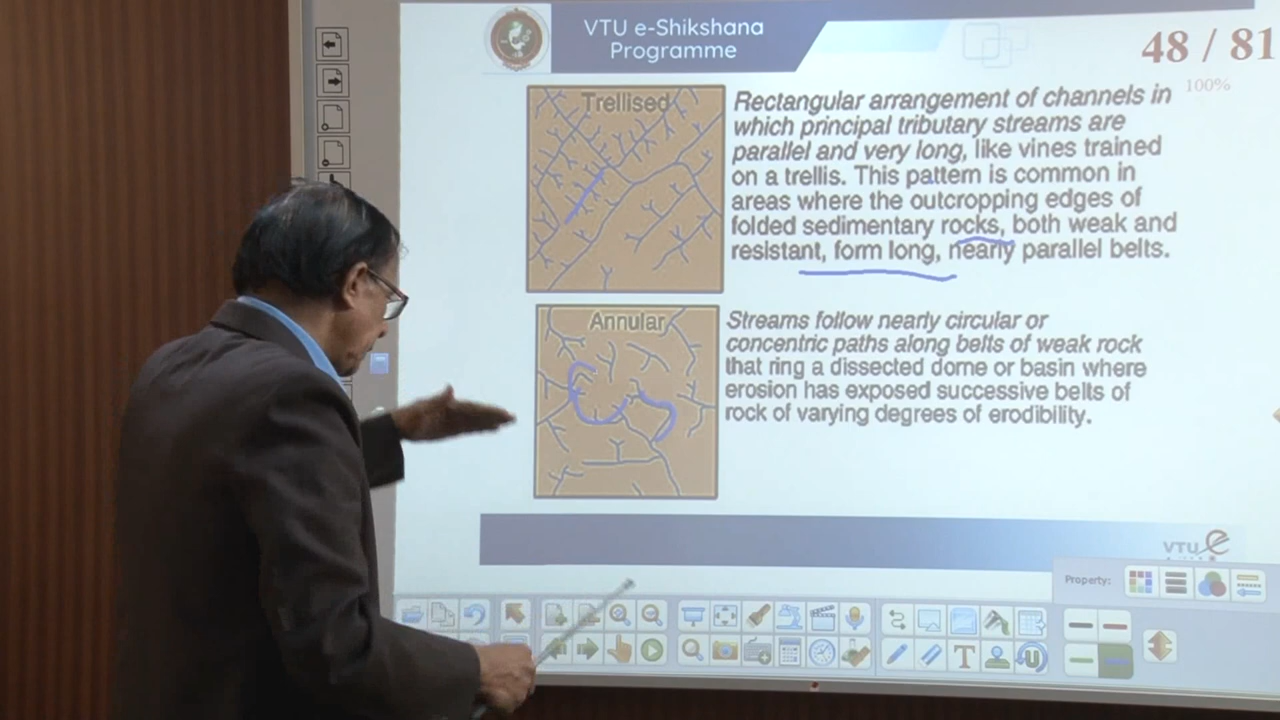 VTU e-Shikshana
Programme
48 / 81
100%
Trellised
Rectangular arrangement of channels in
which principal tributary streams are
parallel and very long, like vines trained
on a trellis. This pattern is common in
areas where the outcropping edges of
folded sedimentary rocks, both weak and
resistant, form long, nearly parallel belts.
Annular
Streams follow nearly circular or
concentric paths along belts of weak rock
that ring a dissected dome or basin where
erosion has exposed successive belts of
rock of varying degrees of erodibility.
VTU e
Property: